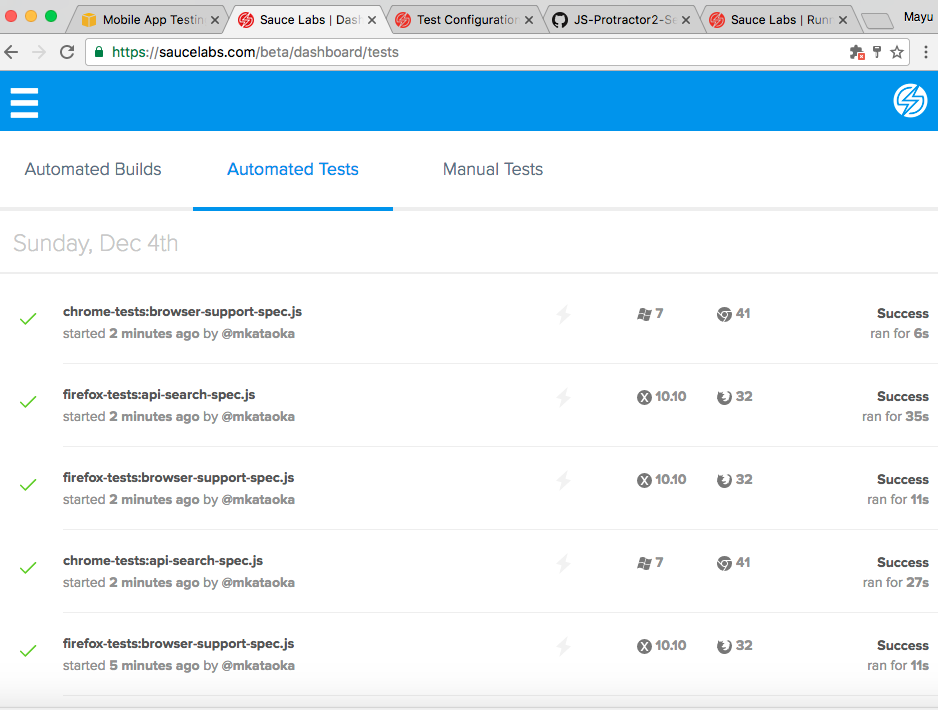 Mobile App Testin
Sauce Labs | Das
Test Configuration
JS-Protractor2-Se
Sauce Labs | Run
Mayu
https://saucelabs.com/beta/dashboard/tests
Automated Builds
Automated Tests
Manual Tests
Sunday, Dec 4th
chrome-tests:browser-support-spec.js
7
41
Success
started 2 minutes ago by @mkataoka
ran for 6s
firefox-tests:api-search-spec.js
10.10
32
Success
started 2 minutes ago by @mkataoka
ran for 35s
firefox-tests:browser-support-spec.js
10.10
32
Success
started 2 minutes ago by @mkataoka
ran for 11s
chrome-tests:api-search-spec.js
7
41
Success
started 2 minutes ago by @mkataoka
ran for 27s
firefox-tests:browser-support-spec.js
10.10
32
Success
started 5 minutes ago by @mkataoka
ran for 11s